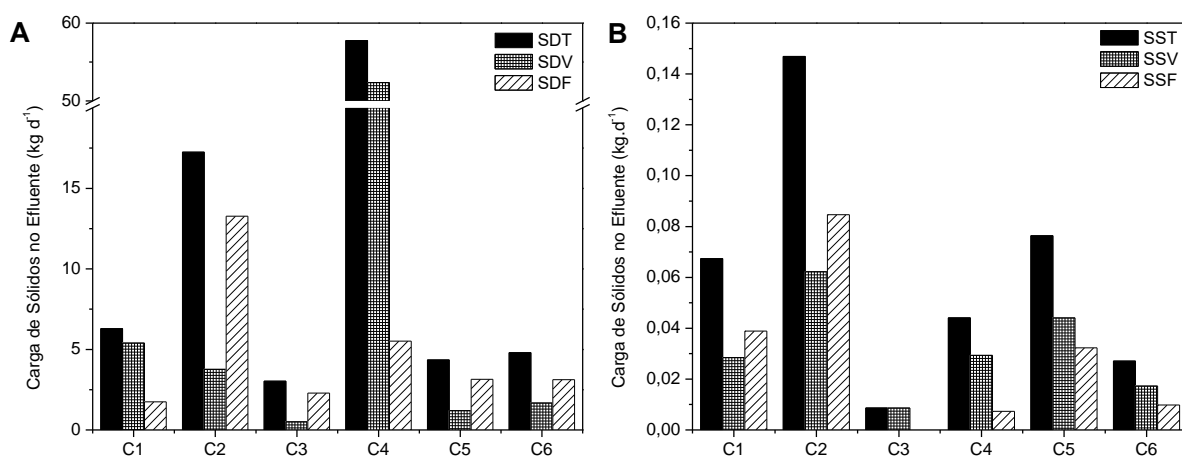 A
Carga de Sólidos no Efluente (kg d⁻¹)
60
50
15
10
5
0
SDT
SDV
SDF
C1 C2 C3 C4 C5 C6
B
Carga de Sólidos no Efluente (kg.d⁻¹)
0,16
0,14
0,12
0,10
0,08
0,06
0,04
0,02
0,00
SST
SSV
SSF
C1 C2 C3 C4 C5 C6